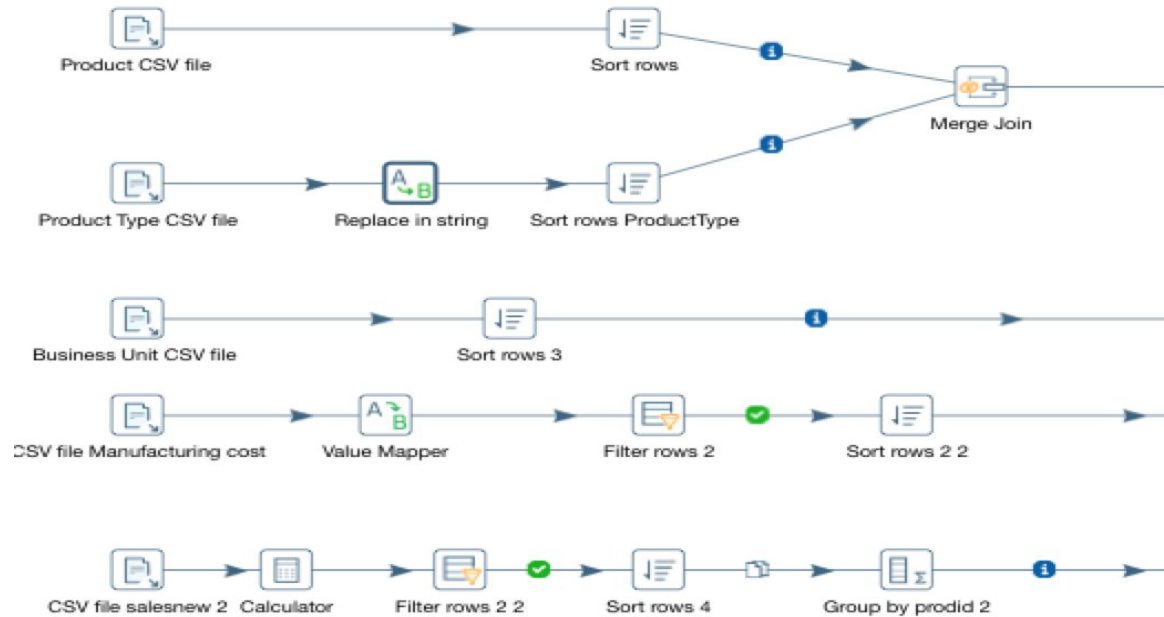 Product CSV file
Sort rows
Merge Join
Product Type CSV file
Replace in string
Sort rows ProductType
Business Unit CSV file
Sort rows 3
CSV file Manufacturing cost
Value Mapper
Filter rows 2
Sort rows 2 2
CSV file salesnew 2
Calculator
Filter rows 2 2
Sort rows 4
Group by prodid 2